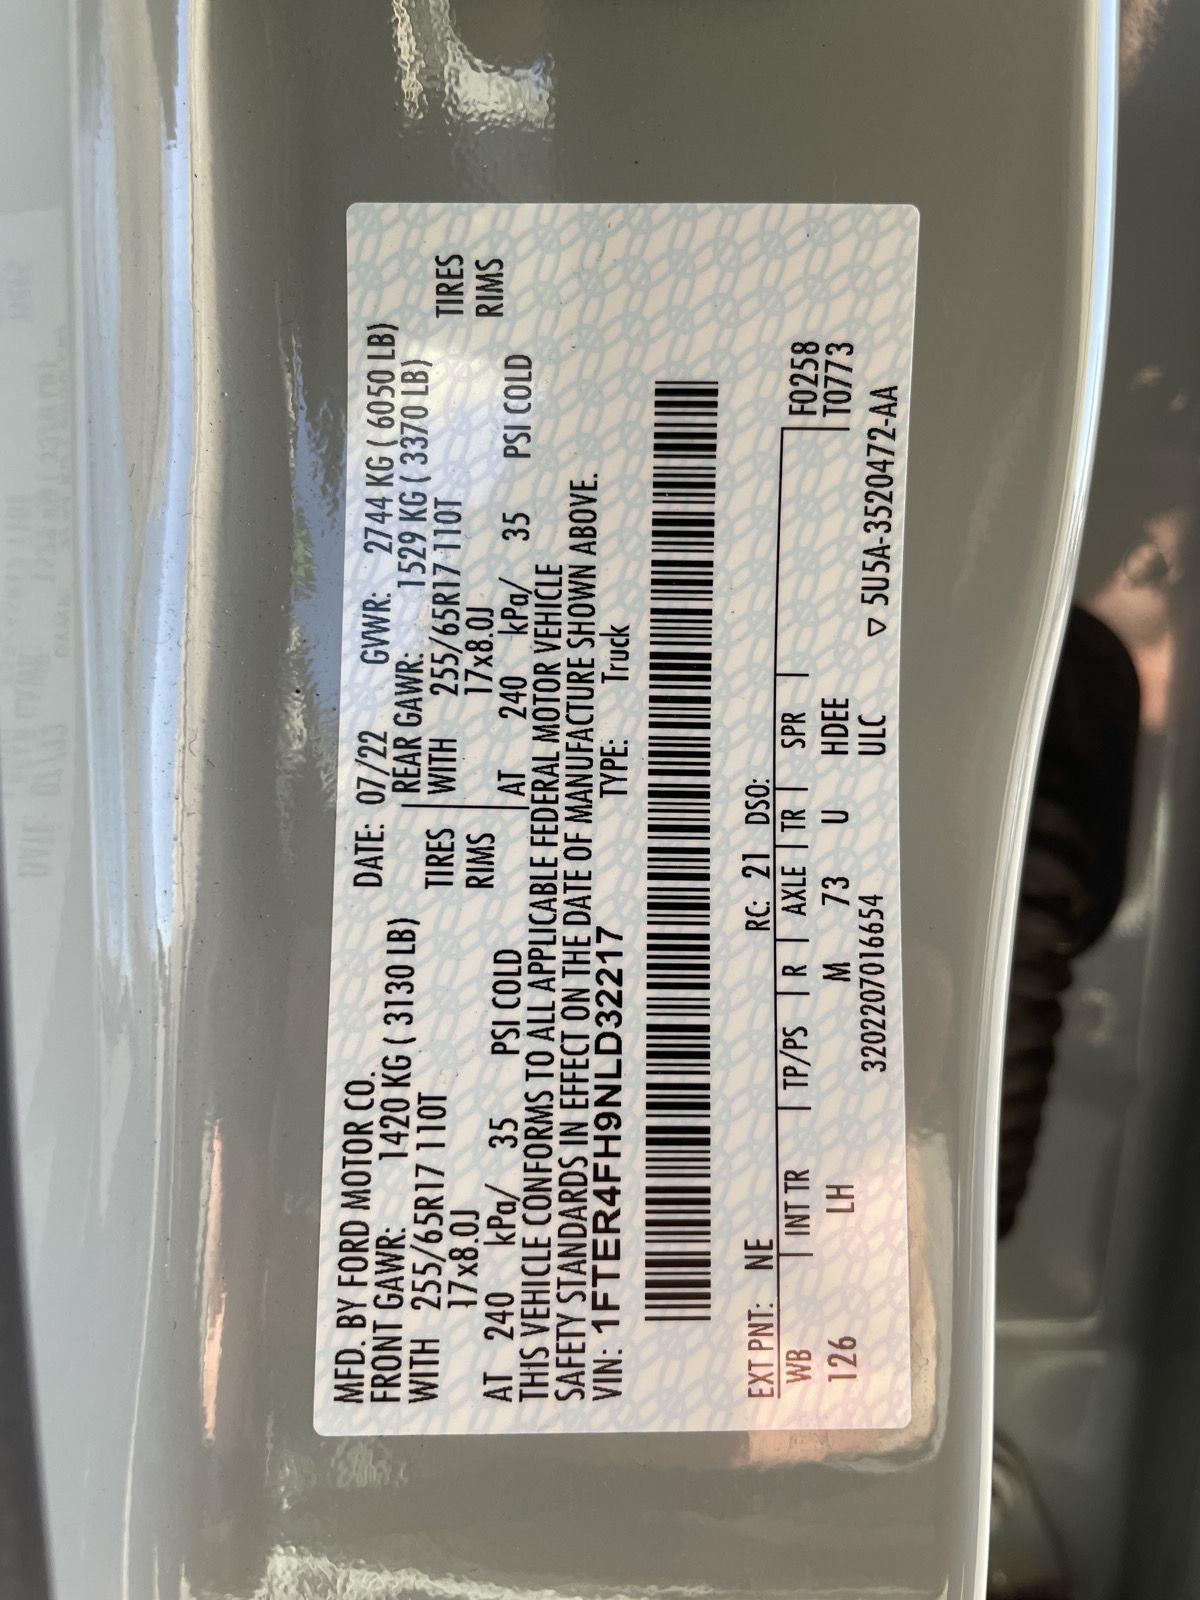 MFD. BY FORD MOTOR CO. DATE: 07/22 GVWR: 2744 KG ( 6050 LB)
FRONT GAWR: 1420 KG ( 3130 LB) REAR GAWR: 1529 KG ( 3370 LB)
WITH 255/65R17 110T TIRES WITH 255/65R17 110T TIRES
17x8.0J RIMS 17x8.0J RIMS
AT 240 kPa/ 35 PSI COLD AT 240 kPa/ 35 PSI COLD
THIS VEHICLE CONFORMS TO ALL APPLICABLE FEDERAL MOTOR VEHICLE
SAFETY STANDARDS IN EFFECT ON THE DATE OF MANUFACTURE SHOWN ABOVE.
VIN: 1FTER4FH9NLD32217 TYPE: Truck
EXT PNT: NE RC: 21 DSO:
WB INT TR TP/PS R AXLE TR SPR F0258
126 LH M 73 U HDEE T0773
3202207016654 ULC ▽ 5U5A-3520472-AA